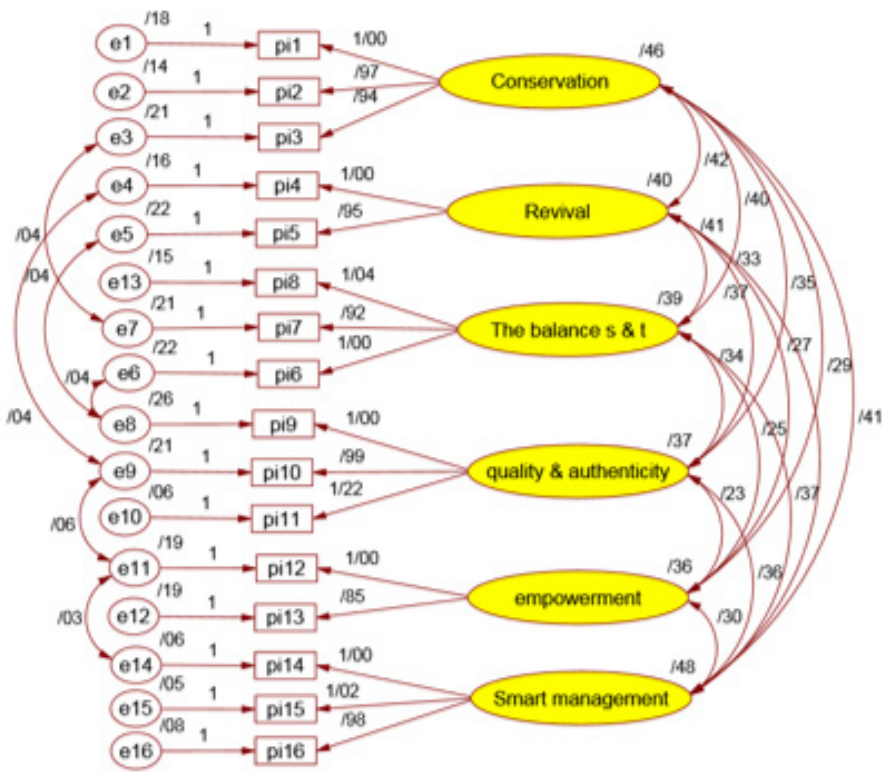 e1 /18 1 pi1 1/00 Conservation /46
e2 /14 1 pi2 /97
e3 /21 1 pi3 /94
e4 /16 1 pi4 1/00 Revival /40 /42 /40
e5 /22 1 pi5 /95 /41
/04 /04 /33 /35
e13 /15 1 pi8 1/04 /37
e7 /21 1 pi7 /92 The balance s & t /39
e6 /22 1 pi6 1/00 /34 /27 /29
/04
e8 /26 1 pi9 1/00 /25 /41
/04
e9 /21 1 pi10 /99 quality & authenticity /37
e10 /06 1 pi11 1/22 /23 /37
/06
e11 /19 1 pi12 1/00 empowerment /36 /36
e12 /19 1 pi13 /85 /30
/03
e14 /06 1 pi14 1/00 Smart management /48
e15 /05 1 pi15 1/02
e16 /08 1 pi16 /98